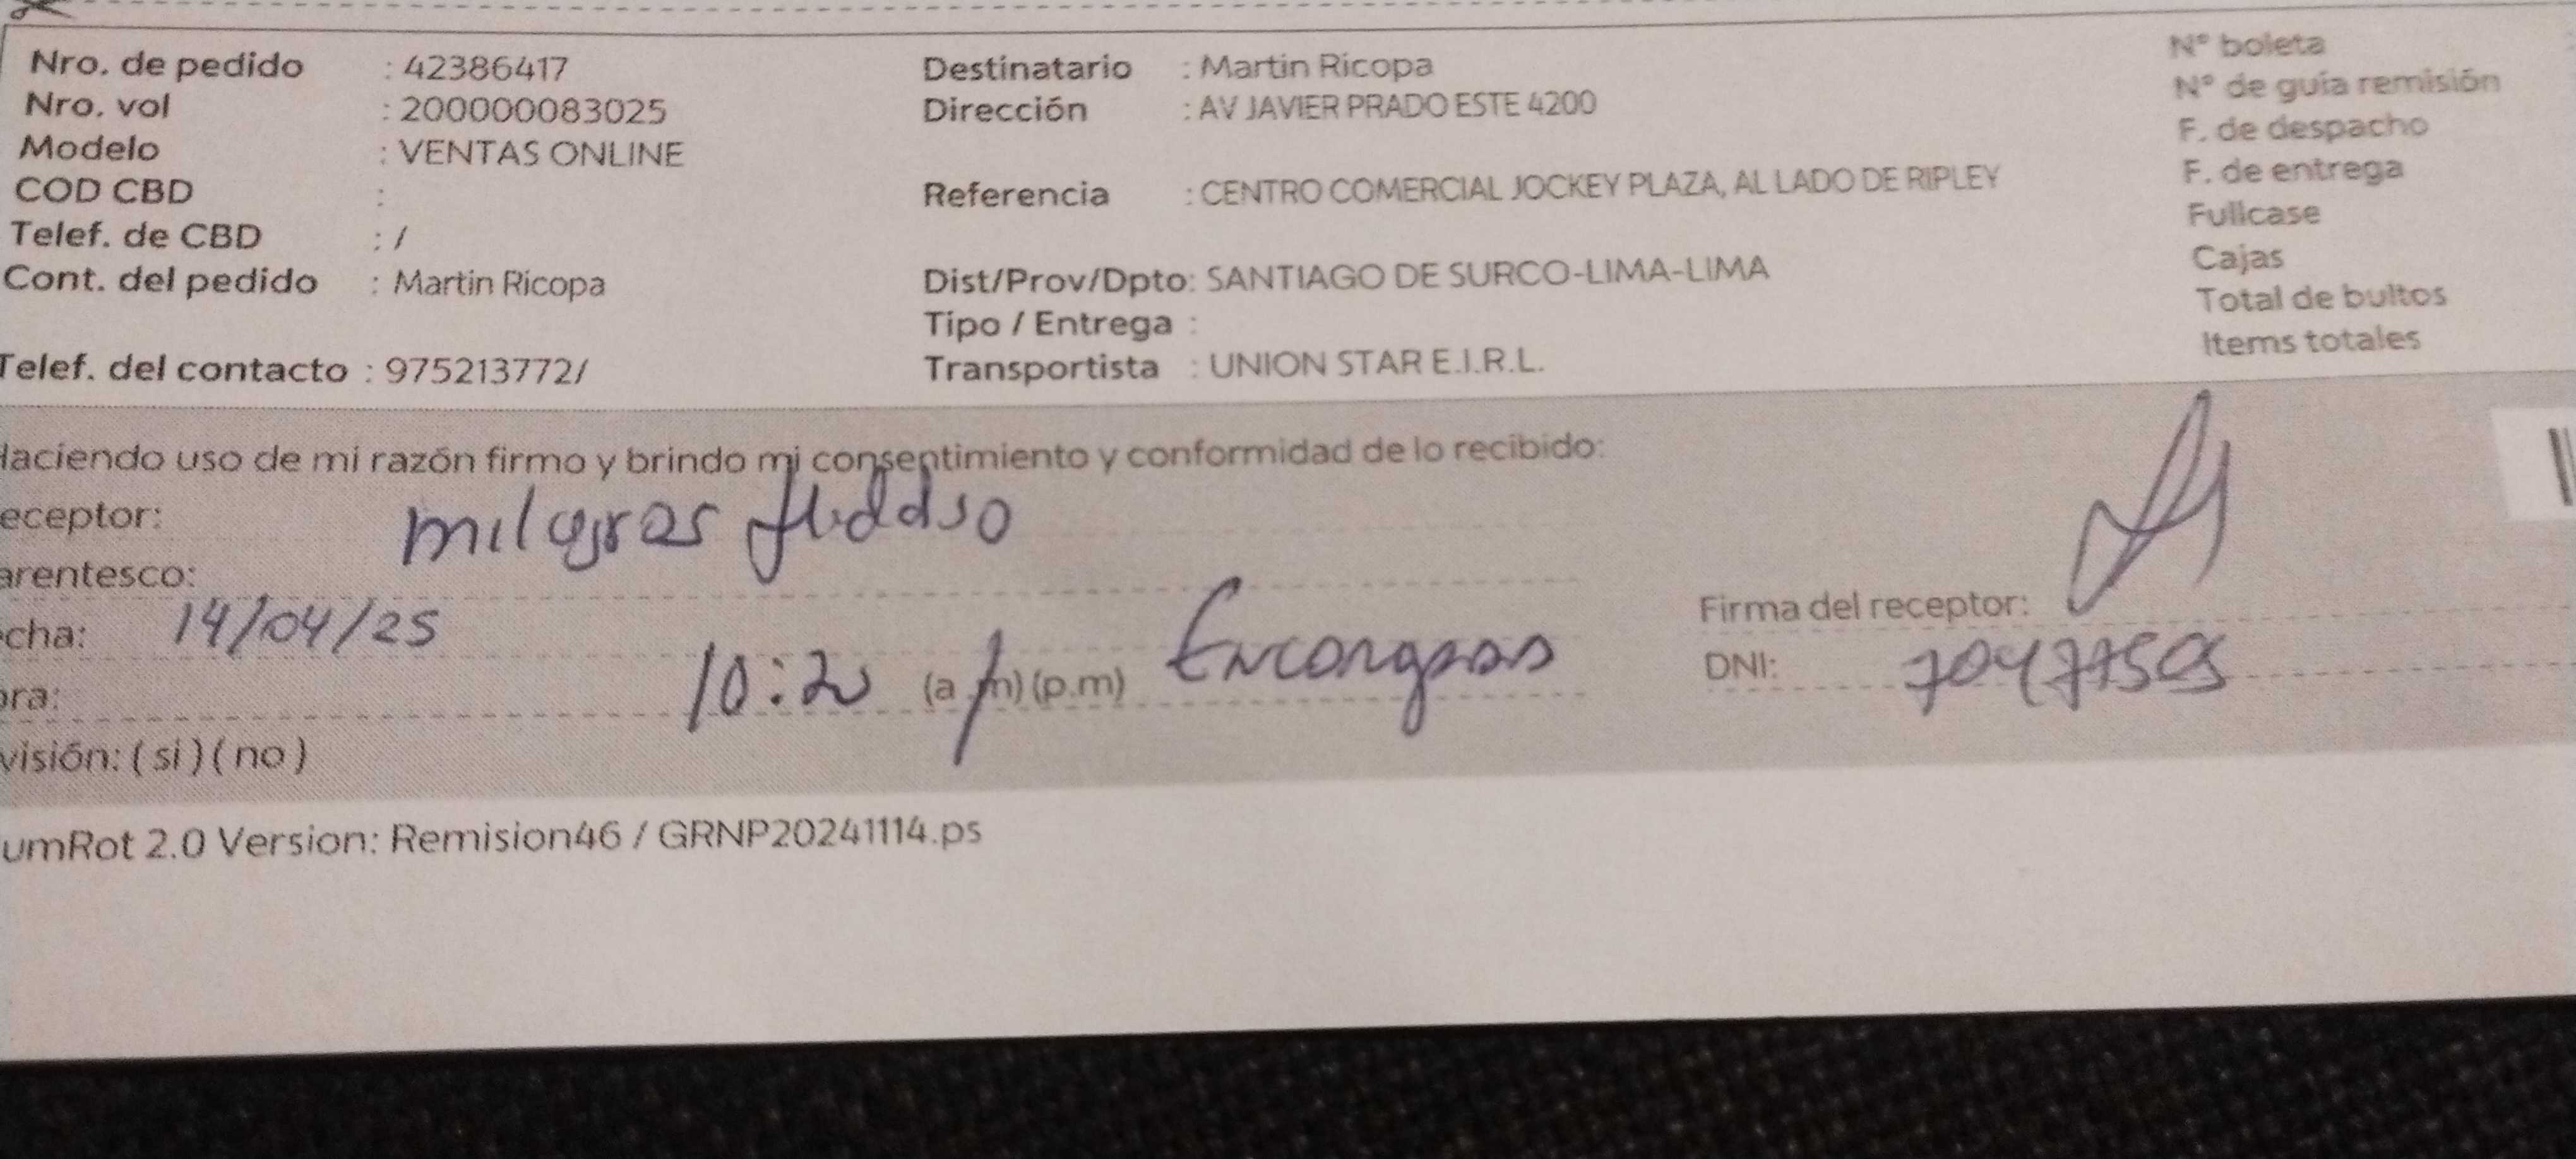 Nro. de pedido : 42386417
Nro. vol : 200000083025
Modelo : VENTAS ONLINE
COD CBD :
Telef. de CBD : /
Cont. del pedido : Martin Ricopa
Telef. del contacto : 975213772/
Destinatario : Martin Ricopa
Dirección : AV JAVIER PRADO ESTE 4200
Referencia : CENTRO COMERCIAL JOCKEY PLAZA, AL LADO DE RIPLEY
Dist/Prov/Dpto: SANTIAGO DE SURCO-LIMA-LIMA
Tipo / Entrega :
Transportista : UNION STAR E.I.R.L.
N° boleta
N° de guía remisión
F. de despacho
F. de entrega
Fullcase
Cajas
Total de bultos
Items totales
Haciendo uso de mi razón firmo y brindo mi consentimiento y conformidad de lo recibido:
eceptor: milagros
arentesco:
cha: 14/04/25
ora: 10:20 (a.m) (p.m)
visión: ( si ) ( no )
Firma del receptor:
DNI:
umRot 2.0 Version: Remision46 / GRNP20241114.ps